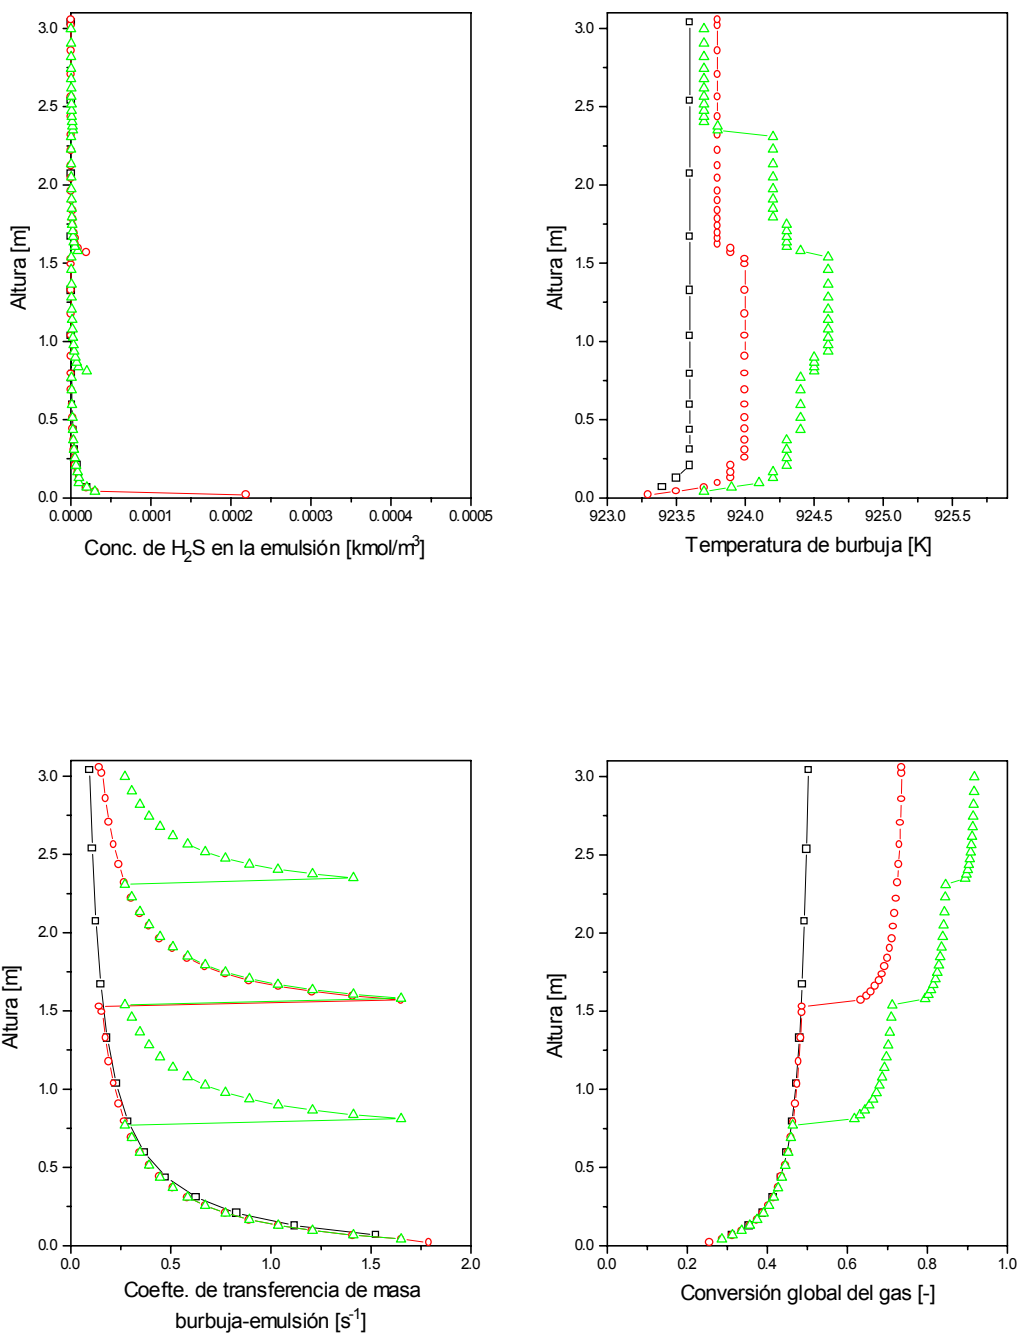 3.0
2.5
2.0
1.5
1.0
0.5
0.0
Altura [m]
0.0000 0.0001 0.0002 0.0003 0.0004 0.0005
Conc. de H2S en la emulsión [kmol/m3]
3.0
2.5
2.0
1.5
1.0
0.5
0.0
Altura [m]
923.0 923.5 924.0 924.5 925.0 925.5
Temperatura de burbuja [K]
3.0
2.5
2.0
1.5
1.0
0.5
0.0
Altura [m]
0.0 0.5 1.0 1.5 2.0
Coefte. de transferencia de masa
burbuja-emulsión [s-1]
3.0
2.5
2.0
1.5
1.0
0.5
0.0
Altura [m]
0.0 0.2 0.4 0.6 0.8 1.0
Conversión global del gas [-]